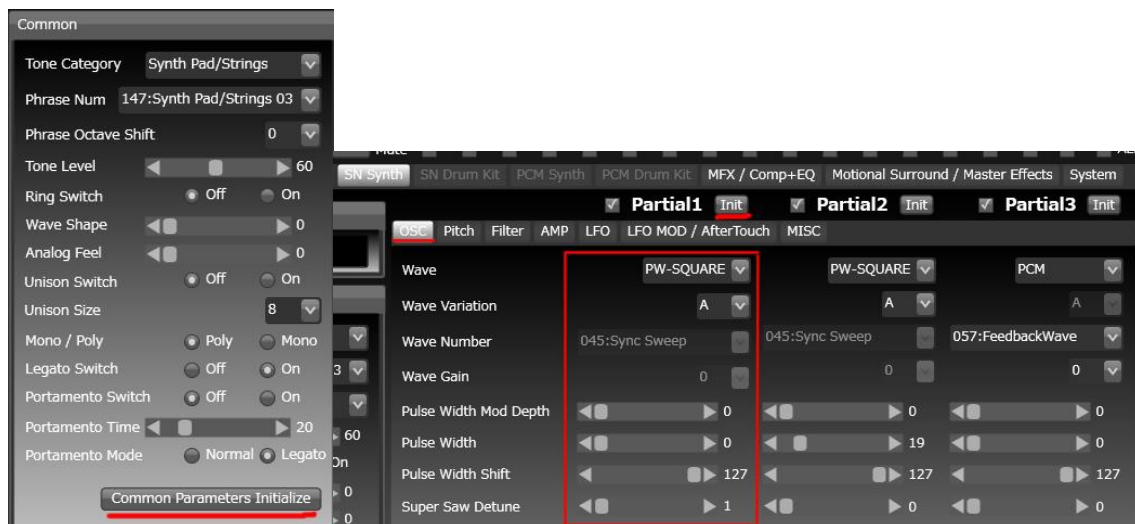 Common
Tone Category Synth Pad/Strings
Phrase Num 147:Synth Pad/Strings 03
Phrase Octave Shift 0
Tone Level 60
Ring Switch Off On
Wave Shape 0
Analog Feel 0
Unison Switch Off On
Unison Size 8
Mono / Poly Poly Mono
Legato Switch Off On
Portamento Switch Off On
Portamento Time 20
Portamento Mode Normal Legato
Common Parameters Initialize
SN Synth SN Drum Kit PCM Synth PCM Drum Kit MFX / Comp+EQ Motional Surround / Master Effects System
Partial1 Init Partial2 Init Partial3 Init
OSC Pitch Filter AMP LFO LFO MOD / AfterTouch MISC
Wave PW-SQUARE PW-SQUARE PCM
Wave Variation A A A
Wave Number 045:Sync Sweep 045:Sync Sweep 057:FeedbackWave
3
Wave Gain 0 0 0
Pulse Width Mod Depth 0 0 0
60
Pulse Width 0 19 0
On
Pulse Width Shift 127 127 127
0
Super Saw Detune 1 0 0
0